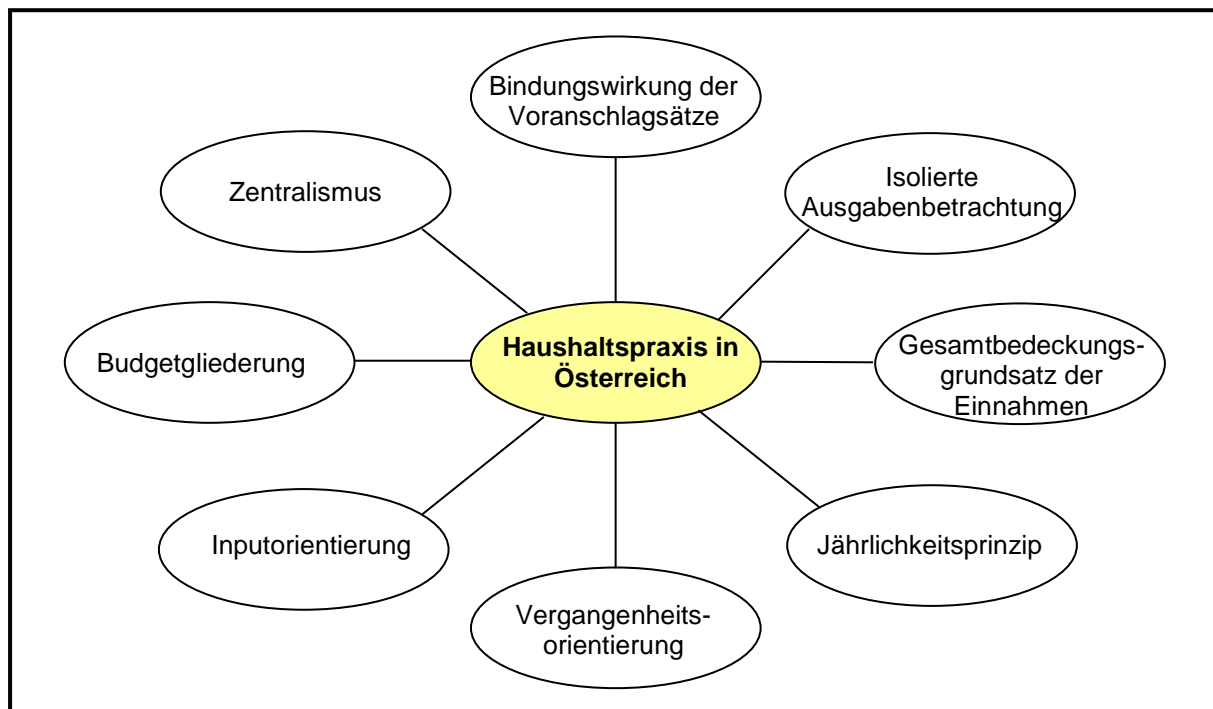 Bindungswirkung der
Voranschlagsätze
Zentralismus
Isolierte
Ausgabenbetrachtung
Budgetgliederung
Haushaltspraxis in
Österreich
Gesamtbedeckungs-
grundsatz der
Einnahmen
Inputorientierung
Jährlichkeitsprinzip
Vergangenheits-
orientierung